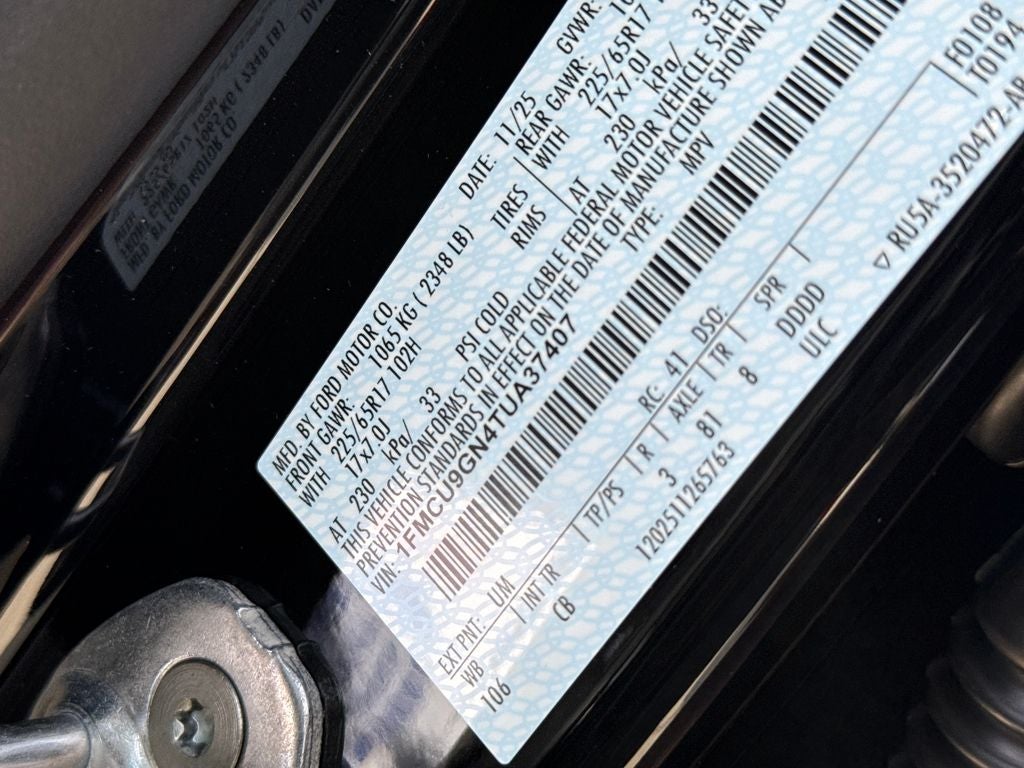 MFD. BY FORD MOTOR CO.
DATE: 11/25
GVWR:
FRONT GAWR: 1065 KG ( 2348 LB)
REAR GAWR:
WITH 225/65R17 102H
TIRES WITH 225/65R17
17x7.0J
RIMS 17x7.0J
AT 230 kPa/ 33 PSI COLD
AT 230 kPa/ 33
THIS VEHICLE CONFORMS TO ALL APPLICABLE FEDERAL MOTOR VEHICLE SAFETY
PREVENTION STANDARDS IN EFFECT ON THE DATE OF MANUFACTURE SHOWN
VIN: 1FMCU9GN4TUA37407
TYPE: MPV
F0108
T0194
EXT PNT: UM RC: 41 DSO:
WB INT TR TP/PS R AXLE TR SPR
106 CB 3 81 8 DDDD
1202511265763 ULC
▽ RU5A-3520472-AB